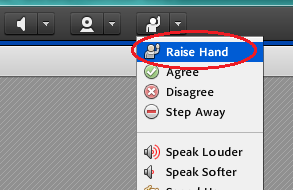 Raise Hand
Agree
Disagree
Step Away
Speak Louder
Speak Softer